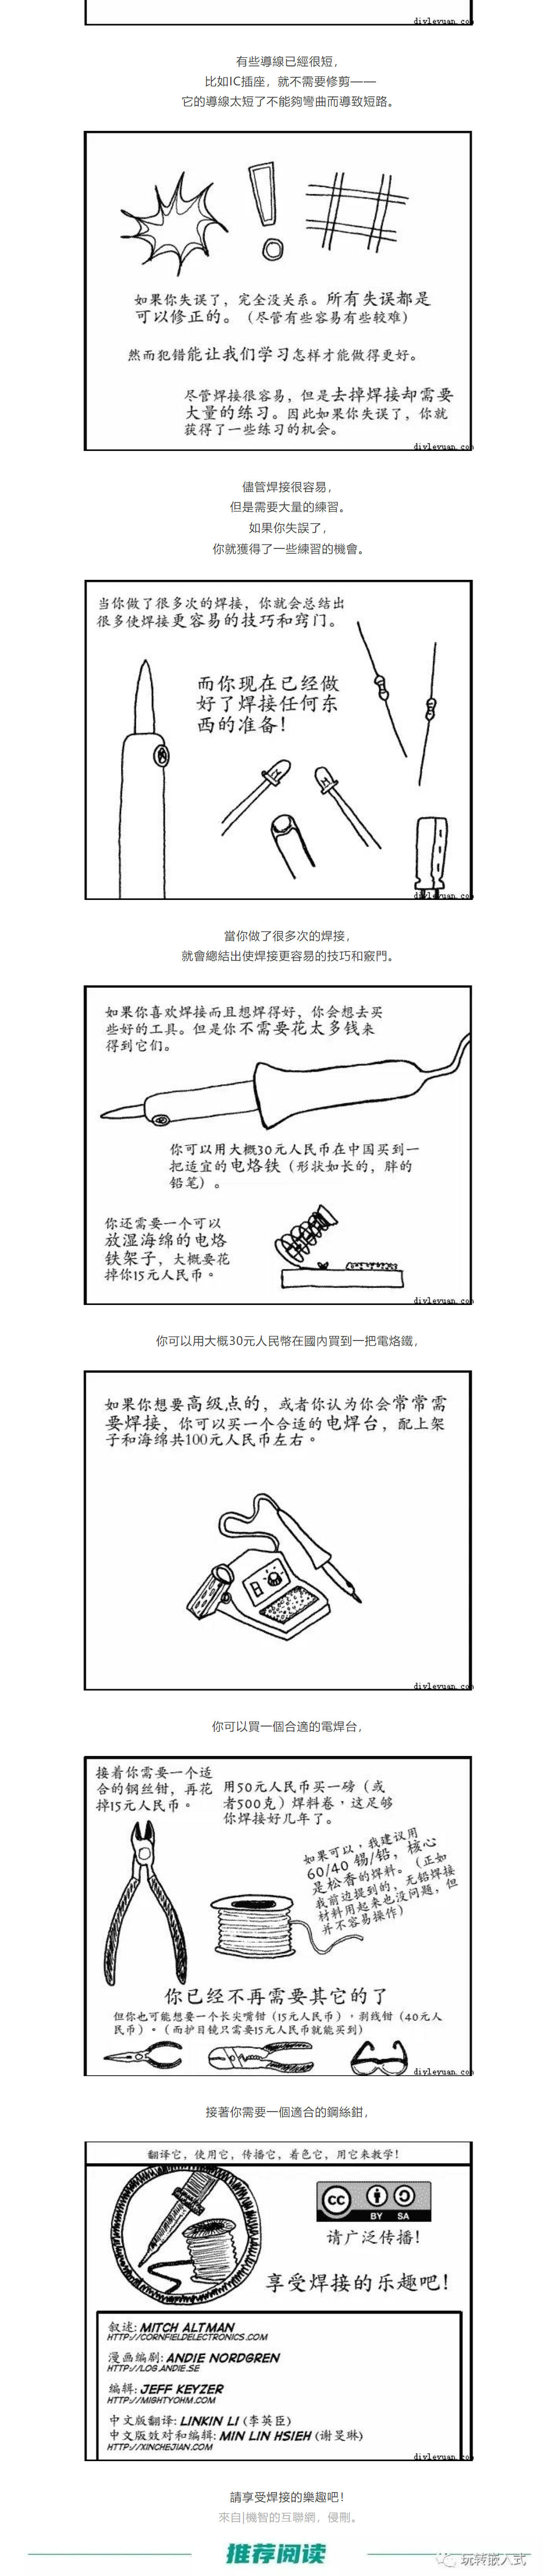 diyleyuan.com
有些導線已經很短，
比如IC插座，就不需要修剪——
它的導線太短了不能夠彎曲而導致短路。
如果你失误了，完全没关系。所有失误都是
可以修正的。（尽管有些容易有些较难）
然而犯错能让我们学习怎样才能做得更好。
尽管焊接很容易，但是去掉焊接却需要
大量的练习。因此如果你失误了，你就
获得了一些练习的机会。
diyleyuan.com
儘管焊接很容易，
但是需要大量的練習。
如果你失誤了，
你就獲得了一些練習的機會。
当你做了很多次的焊接，你就会总结出
很多使焊接更容易的技巧和窍门。
而你现在已经做
好了焊接任何东
西的准备！
diyleyuan.com
當你做了很多次的焊接，
就會總結出使焊接更容易的技巧和竅門。
如果你喜欢焊接而且想焊得好，你会想去买
些好的工具。但是你不需要花太多钱来
得到它们。
你可以用大概30元人民币在中国买到一
把适宜的电烙铁（形状如长的，胖的
铅笔）。
你还需要一个可以
放湿海绵的电烙
铁架子，大概要花
掉你15元人民币。
diyleyuan.com
你可以用大概30元人民幣在國內買到一把電烙鐵，
如果你想要高级点的，或者你认为你会常常需
要焊接，你可以买一个合适的电焊台，配上架
子和海绵共100元人民币左右。
diyleyuan.com
你可以買一個合適的電焊台，
接着你需要一个适
合的钢丝钳，再花
掉15元人民币。
用50元人民币买一磅（或
者500克）焊料卷，这足够
你焊接好几年了。
如果可以，我建议用
60/40 锡/铅，核心
是松香的焊料。（正如
我前边提到的，无铅焊接
材料用起来也没问题，但
并不容易操作）
你已经不再需要其它的了
但你也可能想要一个长尖嘴钳（15元人民币），剥线钳（40元人
民币）。（而护目镜只需要15元人民币就能买到）
diyleyuan.com
接著你需要一個適合的鋼絲鉗，
翻译它，使用它，传播它，着色它，用它来教学！
cc
BY SA
请广泛传播！
享受焊接的乐趣吧！
叙述: MITCH ALTMAN
HTTP://CORNFIELDELECTRONICS.COM
漫画编剧: ANDIE NORDGREN
HTTP://LOG.ANDIE.SE
编辑: JEFF KEYZER
HTTP://MIGHTYOHM.COM
中文版翻译: LINKIN LI (李英臣)
中文版效对和编辑: MIN LIN HSIEH (谢旻琳)
HTTP://XINCHEJIAN.COM
diyleyuan.com
請享受焊接的樂趣吧！
來自|機智的互聯網，侵刪。
推荐阅读
玩转嵌入式